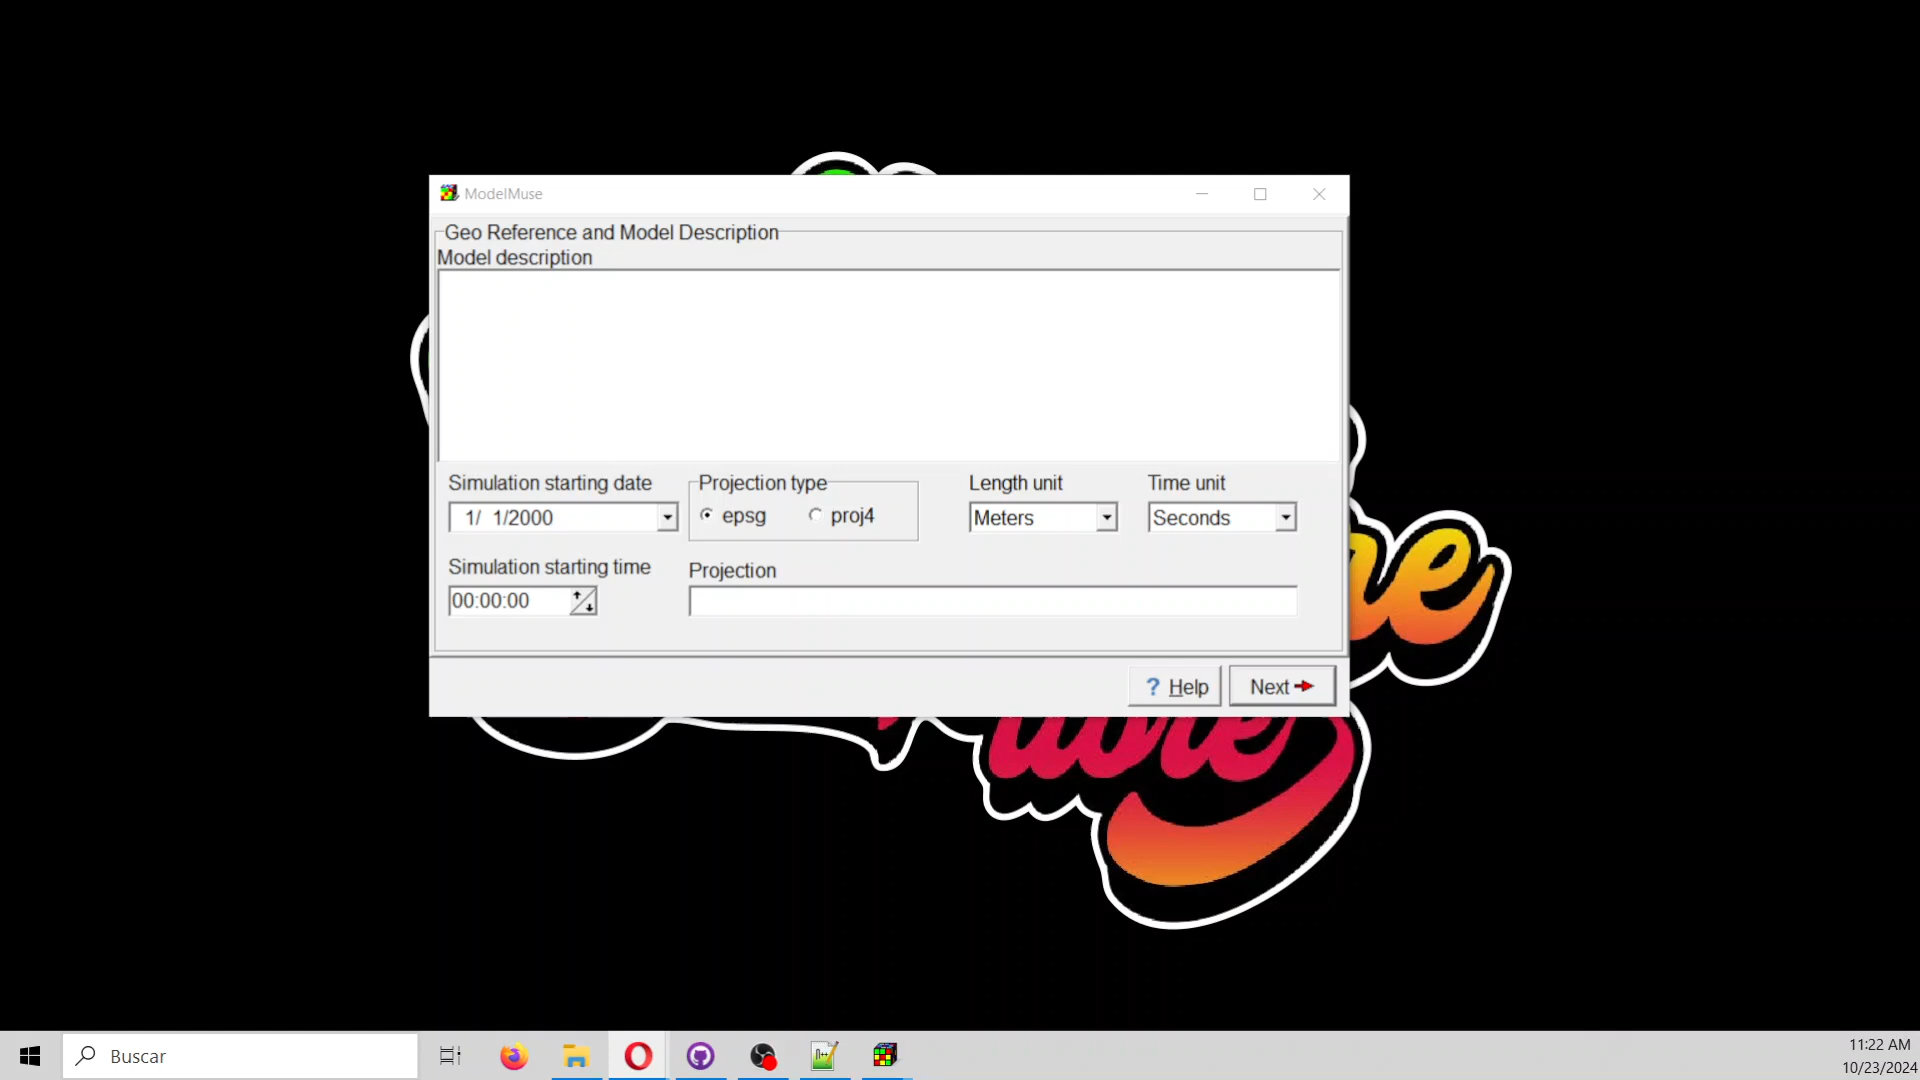 ModelMuse
Geo Reference and Model Description
Model description
Simulation starting date
Projection type
Length unit
Time unit
1/ 1/2000
epsg
proj4
Meters
Seconds
Simulation starting time
Projection
00:00:00
? Help
Next
Buscar
11:22 AM
10/23/2024